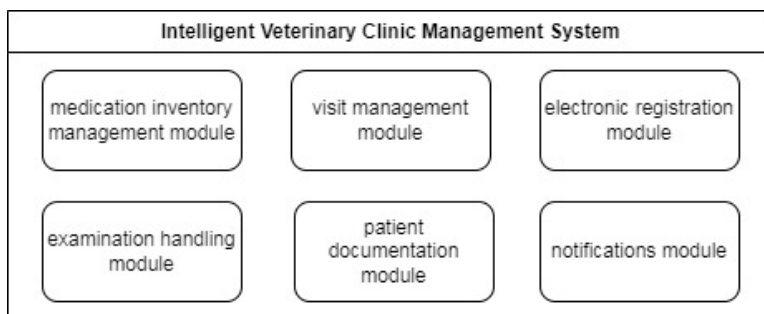 Intelligent Veterinary Clinic Management System
medication inventory
management module
visit management
module
electronic registration
module
examination handling
module
patient
documentation
module
notifications module